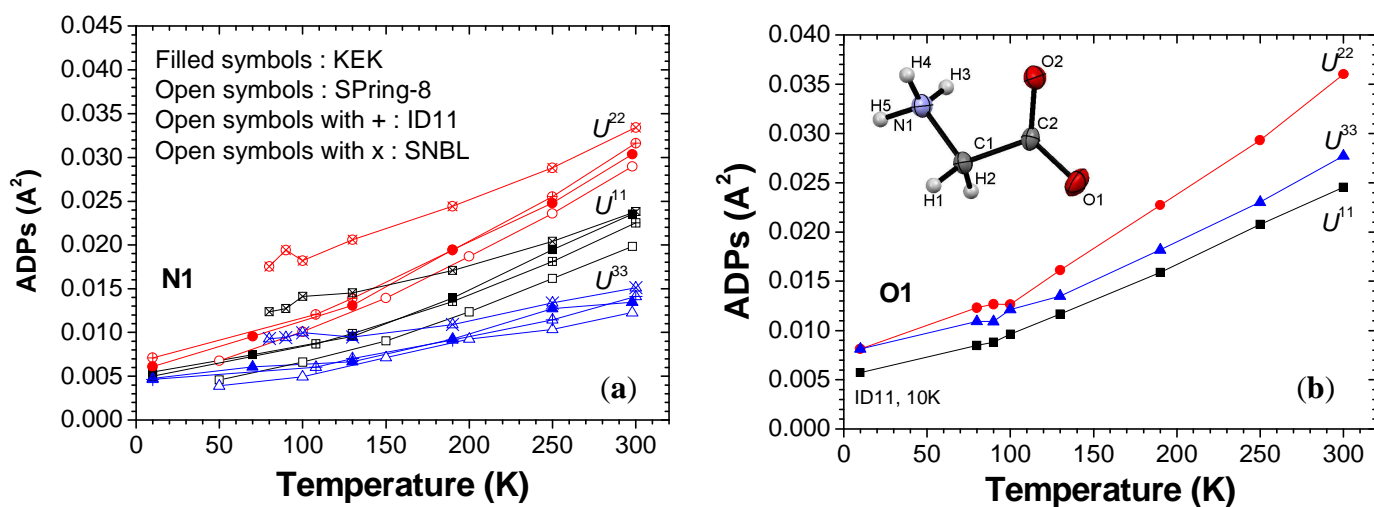 0.045
0.040
0.035
0.030
0.025
0.020
0.015
0.010
0.005
0.000
ADPs (A²)
Filled symbols : KEK
Open symbols : SPring-8
Open symbols with + : ID11
Open symbols with x : SNBL
U²²
U¹¹
U³³
N1
(a)
0 50 100 150 200 250 300
Temperature (K)
0.040
0.035
0.030
0.025
0.020
0.015
0.010
0.005
0.000
ADPs (A²)
H4
H3
O2
H5
N1
C1
C2
H2
H1
O1
U²²
U³³
U¹¹
O1
ID11, 10K
(b)
0 50 100 150 200 250 300
Temperature (K)